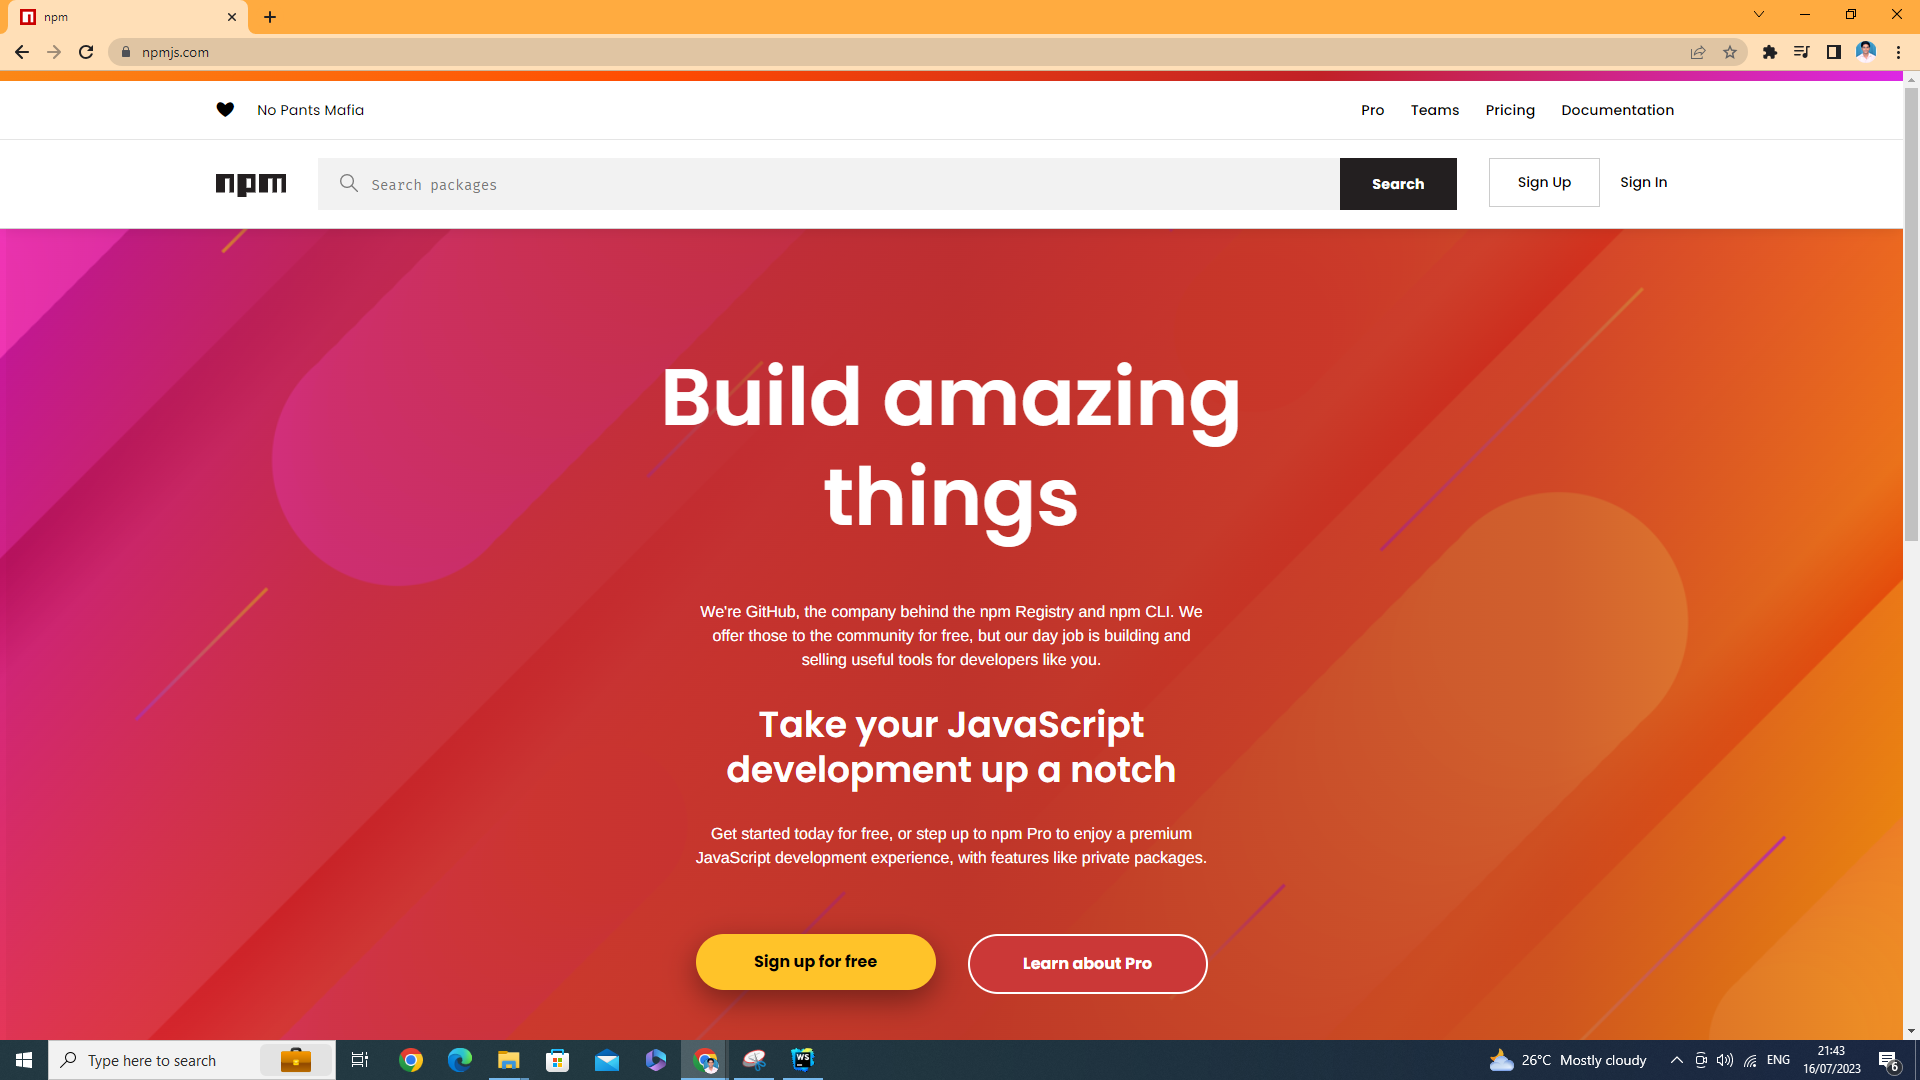 npm
npmjs.com
No Pants Mafia
Pro Teams Pricing Documentation
npm
Search packages
Search
Sign Up
Sign In
Build amazing
things
We're GitHub, the company behind the npm Registry and npm CLI. We
offer those to the community for free, but our day job is building and
selling useful tools for developers like you.
Take your JavaScript
development up a notch
Get started today for free, or step up to npm Pro to enjoy a premium
JavaScript development experience, with features like private packages.
Sign up for free
Learn about Pro
Type here to search
WS
26°C Mostly cloudy
ENG
21:43
16/07/2023
6